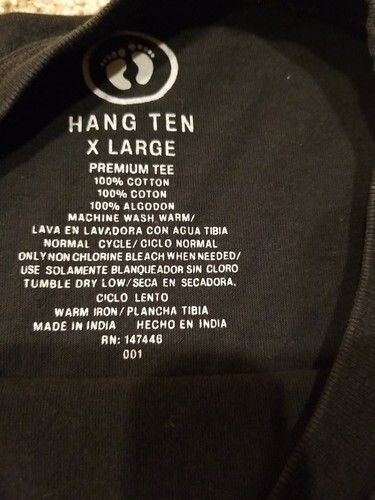 HANG TEN
X LARGE
PREMIUM TEE
100% COTTON
100% COTON
100% ALGODON
MACHINE WASH WARM/
LAVA EN LAVADORA CON AGUA TIBIA
NORMAL CYCLE/ CICLO NORMAL
ONLY NON CHLORINE BLEACH WHEN NEEDED/
USE SOLAMENTE BLANQUEADOR SIN CLORO
TUMBLE DRY LOW/SECA EN SECADORA,
CICLO LENTO
WARM IRON/ PLANCHA TIBIA
MADE IN INDIA HECHO EN INDIA
RN: 147446
001